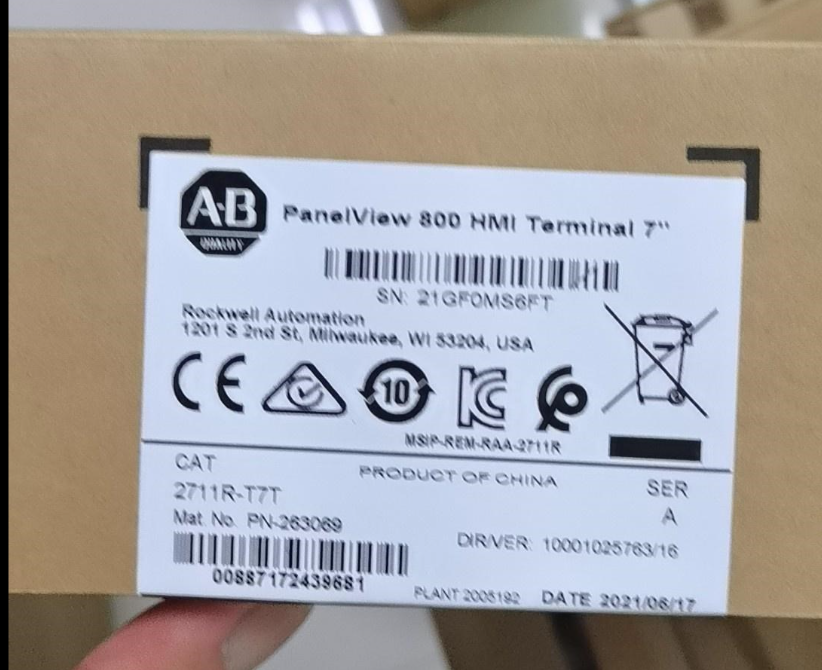 A-B
QUALITY
PanelView 800 HMI Terminal 7"
SN: 21GF0MS6FT
Rockwell Automation
1201 S 2nd St, Milwaukee, WI 53204, USA
CE
10
MSIP-REM-RAA-2711R
CAT
PRODUCT OF CHINA
SER
2711R-T7T
A
Mat. No. PN-263069
DIR/VER: 10001025763/16
00887172439681
PLANT 2005192
DATE 2021/06/17